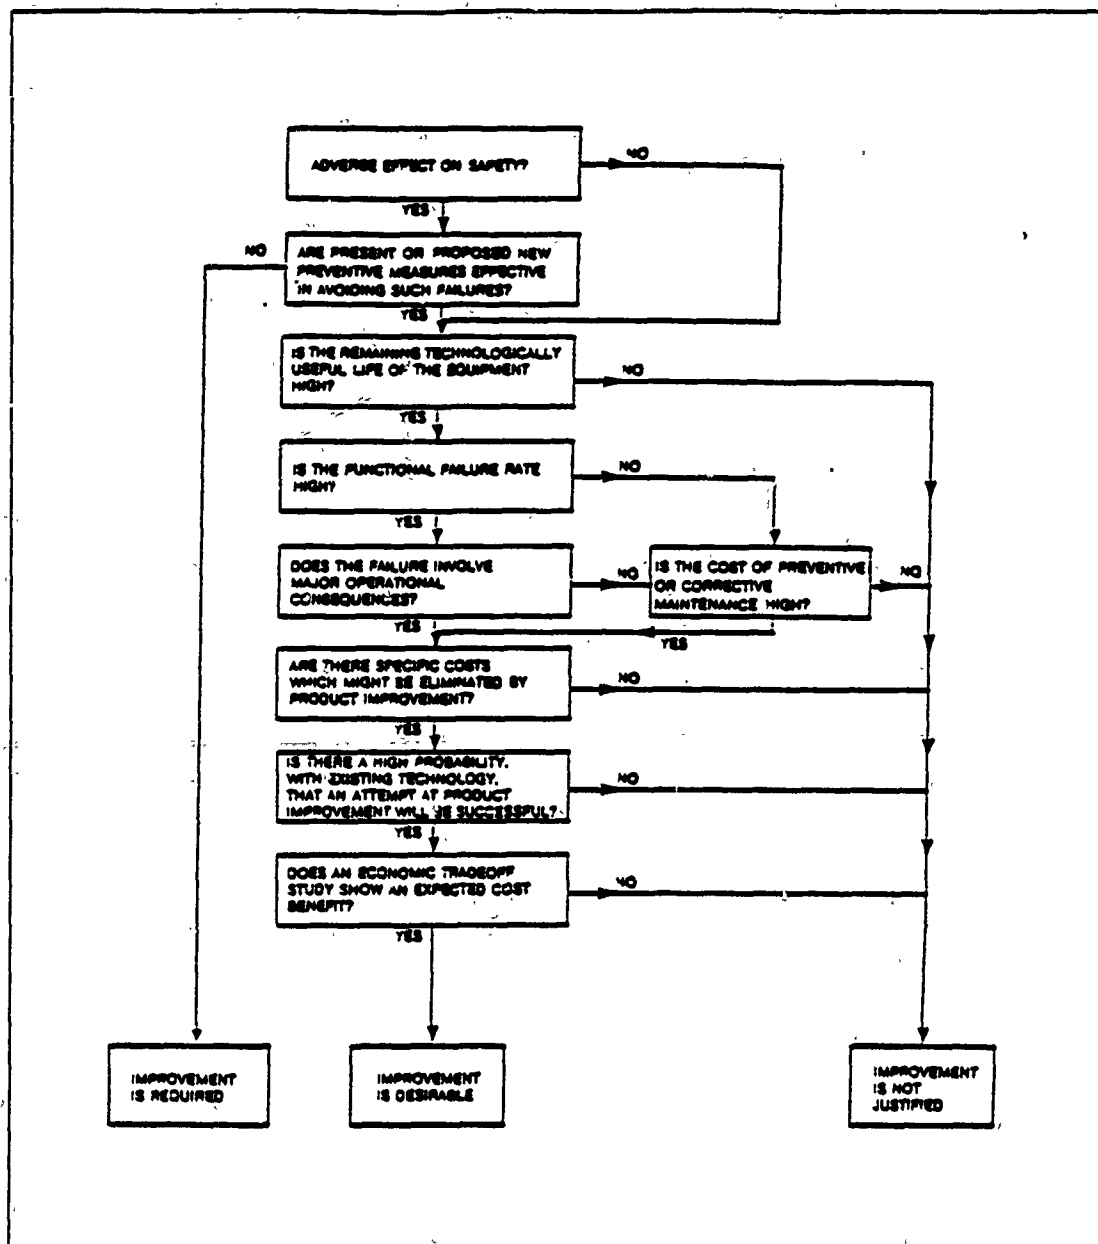 ADVERSE EFFECT ON SAFETY?
NO
YES
NO
ARE PRESENT OR PROPOSED NEW
PREVENTIVE MEASURES EFFECTIVE
IN AVOIDING SUCH FAILURES?
YES
IS THE REMAINING TECHNOLOGICALLY
USEFUL LIFE OF THE EQUIPMENT
HIGH?
NO
YES
IS THE FUNCTIONAL FAILURE RATE
HIGH?
NO
YES
DOES THE FAILURE INVOLVE
MAJOR OPERATIONAL
CONSEQUENCES?
NO
IS THE COST OF PREVENTIVE
OR CORRECTIVE
MAINTENANCE HIGH?
NO
YES
YES
ARE THERE SPECIFIC COSTS
WHICH MIGHT BE ELIMINATED BY
PRODUCT IMPROVEMENT?
NO
YES
IS THERE A HIGH PROBABILITY,
WITH EXISTING TECHNOLOGY,
THAT AN ATTEMPT AT PRODUCT
IMPROVEMENT WILL BE SUCCESSFUL?
NO
YES
DOES AN ECONOMIC TRADEOFF
STUDY SHOW AN EXPECTED COST
BENEFIT?
NO
YES
IMPROVEMENT
IS REQUIRED
IMPROVEMENT
IS DESIRABLE
IMPROVEMENT
IS NOT
JUSTIFIED